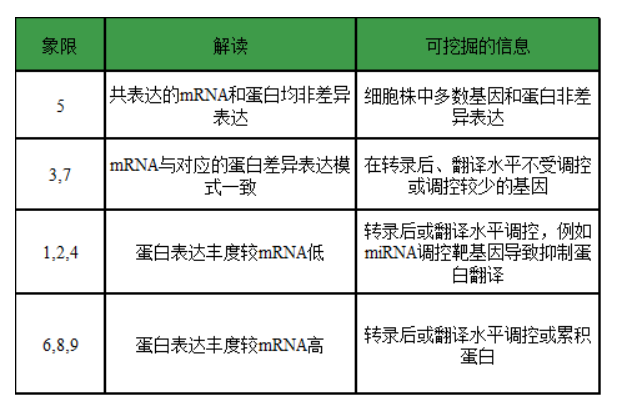 象限 解读 可挖掘的信息
5 共表达的mRNA和蛋白均非差异 细胞株中多数基因和蛋白非差
表达 异表达
3,7 mRNA与对应的蛋白差异表达模 在转录后、翻译水平不受调控
式一致 或调控较少的基因
1,2,4 蛋白表达丰度较mRNA低 转录后或翻译水平调控，例如
miRNA调控靶基因导致抑制蛋
白翻译
6,8,9 蛋白表达丰度较mRNA高 转录后或翻译水平调控或累积
蛋白